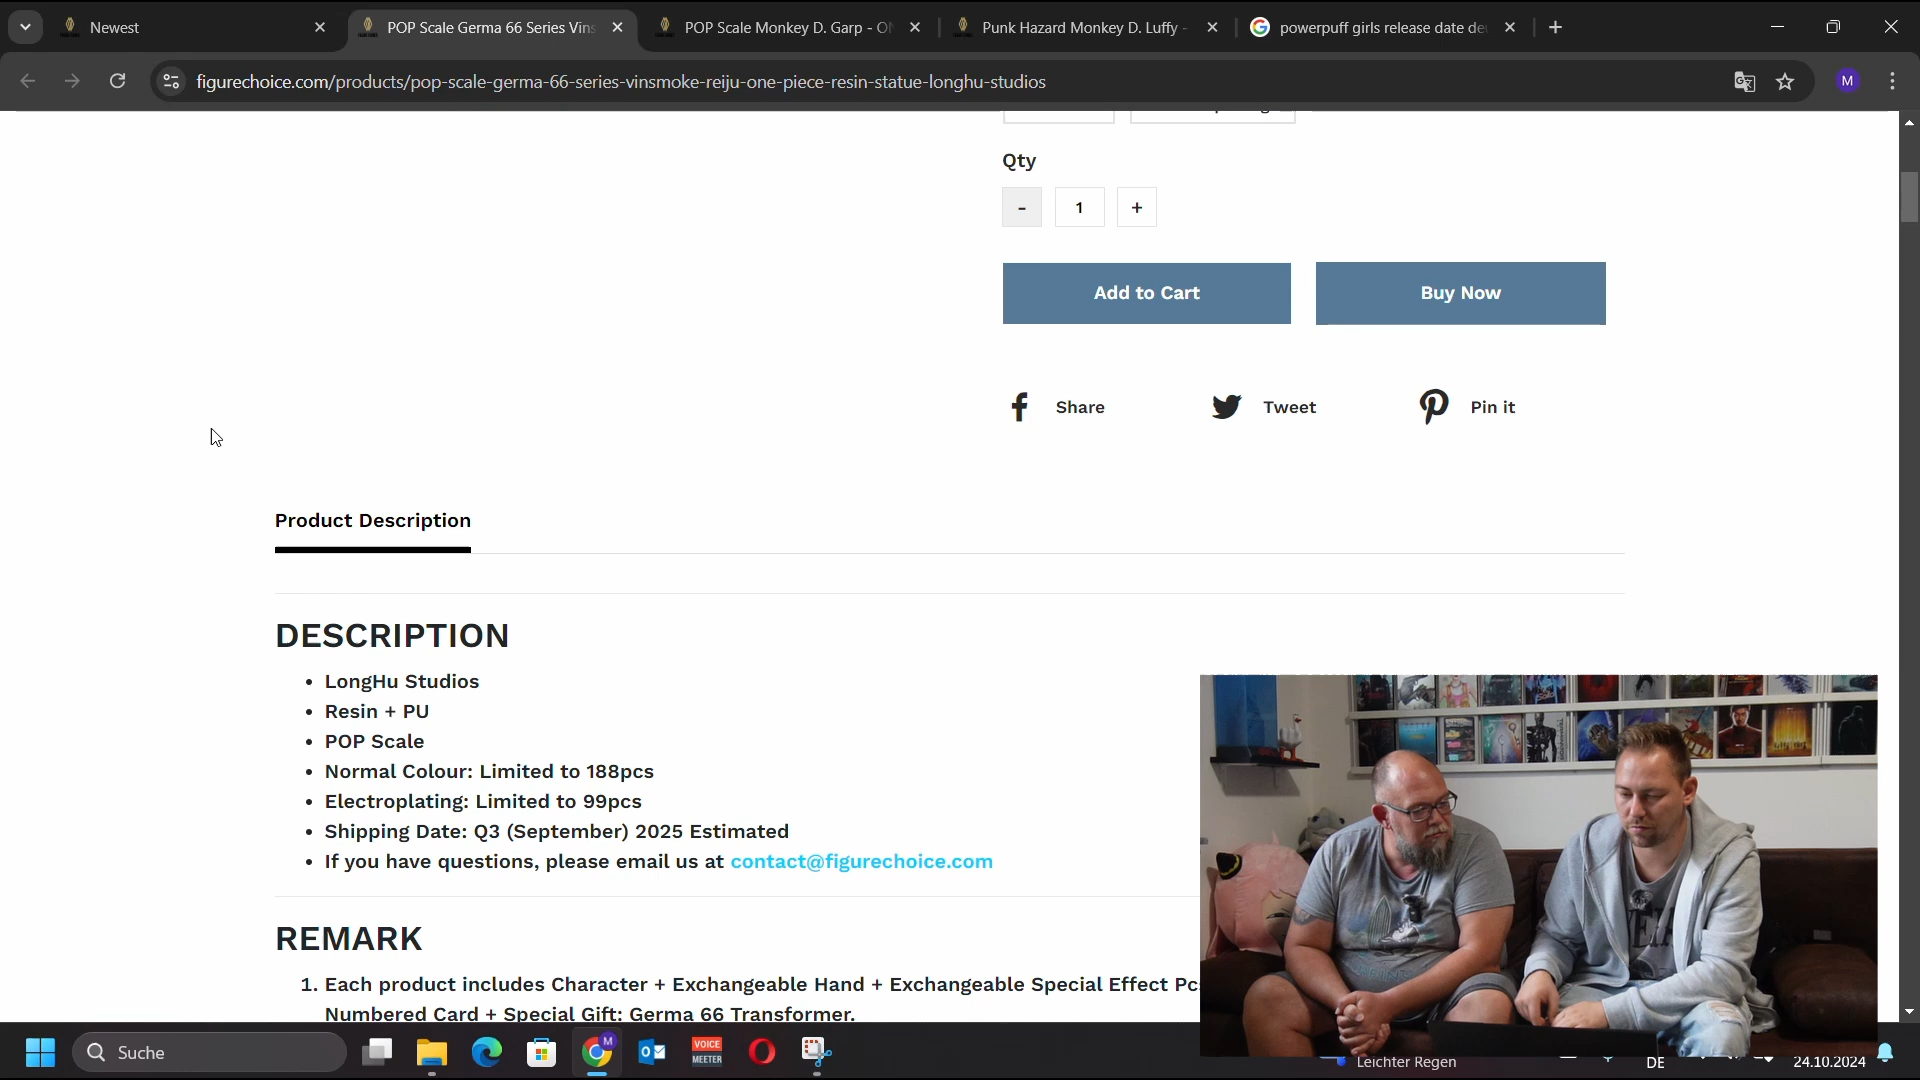 Newest
POP Scale Germa 66 Series Vins
POP Scale Monkey D. Garp - O
Punk Hazard Monkey D. Luffy -
powerpuff girls release date de
figurechoice.com/products/pop-scale-germa-66-series-vinsmoke-reiju-one-piece-resin-statue-longhu-studios
M
Qty
- 1 +
Add to Cart
Buy Now
Share
Tweet
Pin it
Product Description
DESCRIPTION
• LongHu Studios
• Resin + PU
• POP Scale
• Normal Colour: Limited to 188pcs
• Electroplating: Limited to 99pcs
• Shipping Date: Q3 (September) 2025 Estimated
• If you have questions, please email us at contact@figurechoice.com
REMARK
1. Each product includes Character + Exchangeable Hand + Exchangeable Special Effect Pc
Numbered Card + Special Gift: Germa 66 Transformer.
Suche
M
VOICE
MEETER
Leichter Regen
DE
24.10.2024